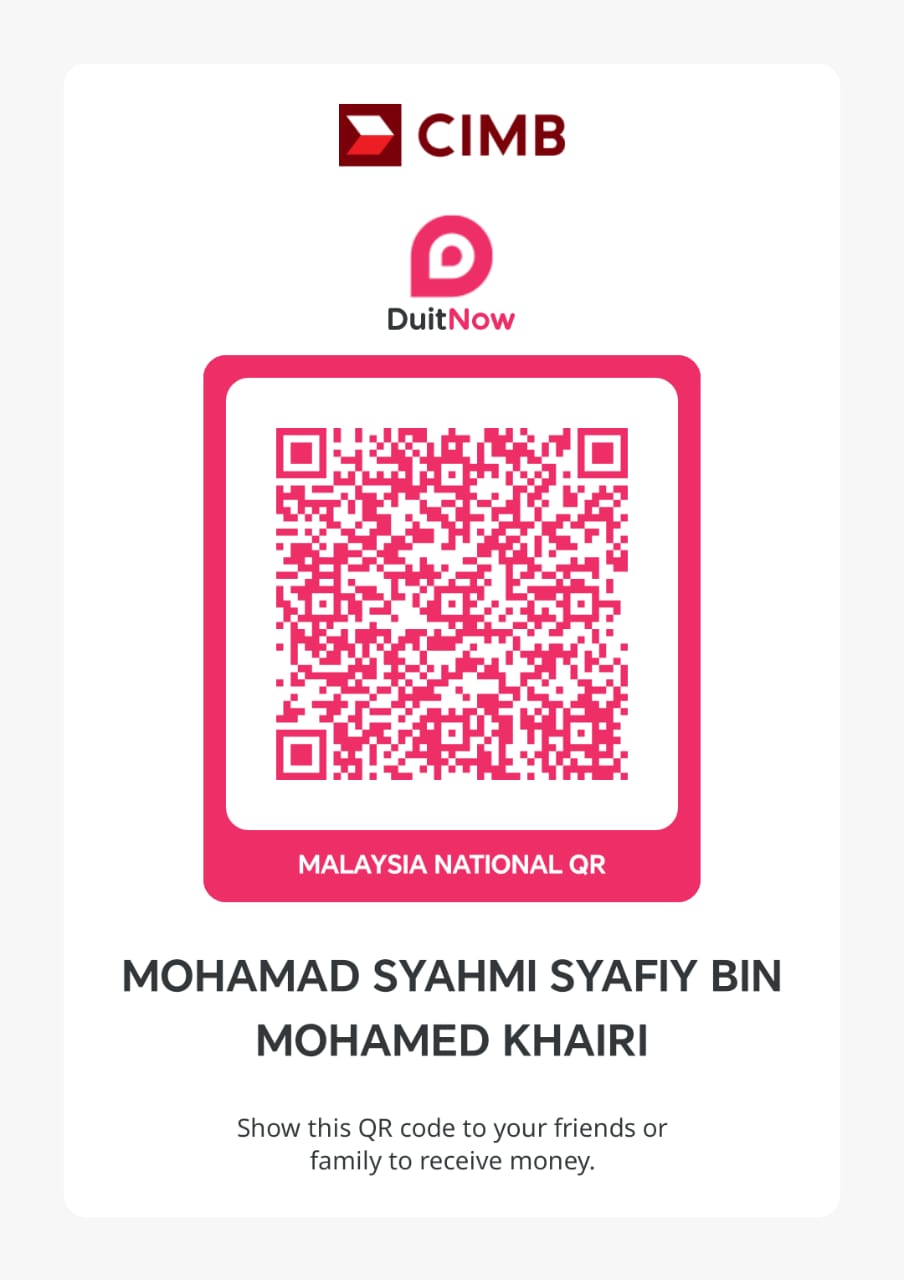 CIMB
DuitNow
MALAYSIA NATIONAL QR
MOHAMAD SYAHMI SYAFIY BIN
MOHAMED KHAIRI
Show this QR code to your friends or
family to receive money.